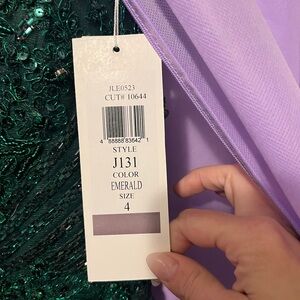 JLE0523
CUT# 10644
4 88888 83642 1
STYLE
J131
COLOR
EMERALD
SIZE
4